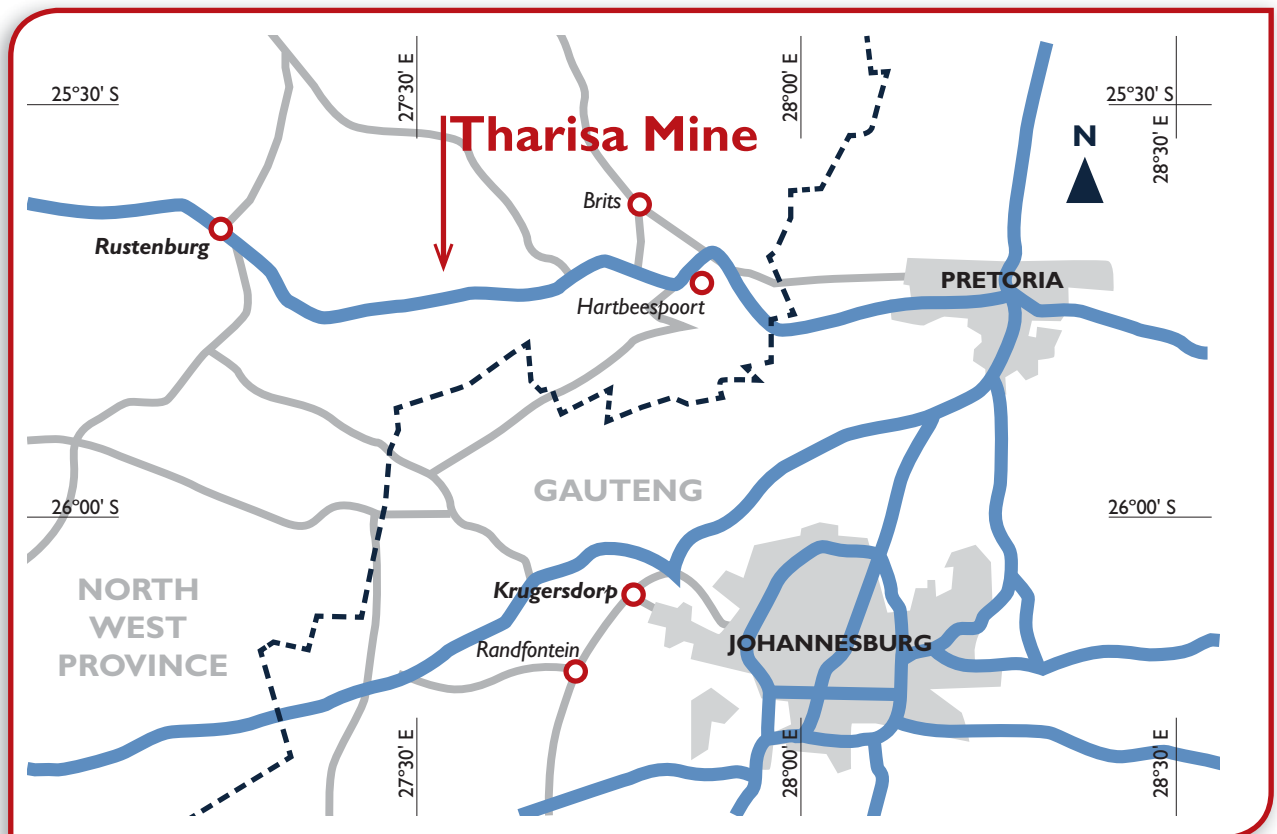 27°30' E
28°00' E
25°30' S
25°30' S
28°30' E
Tharisa Mine
N
Brits
Rustenburg
PRETORIA
Hartbeespoort
GAUTENG
26°00' S
26°00' S
NORTH
WEST
PROVINCE
Krugersdorp
JOHANNESBURG
Randfontein
27°30' E
28°00' E
28°30' E